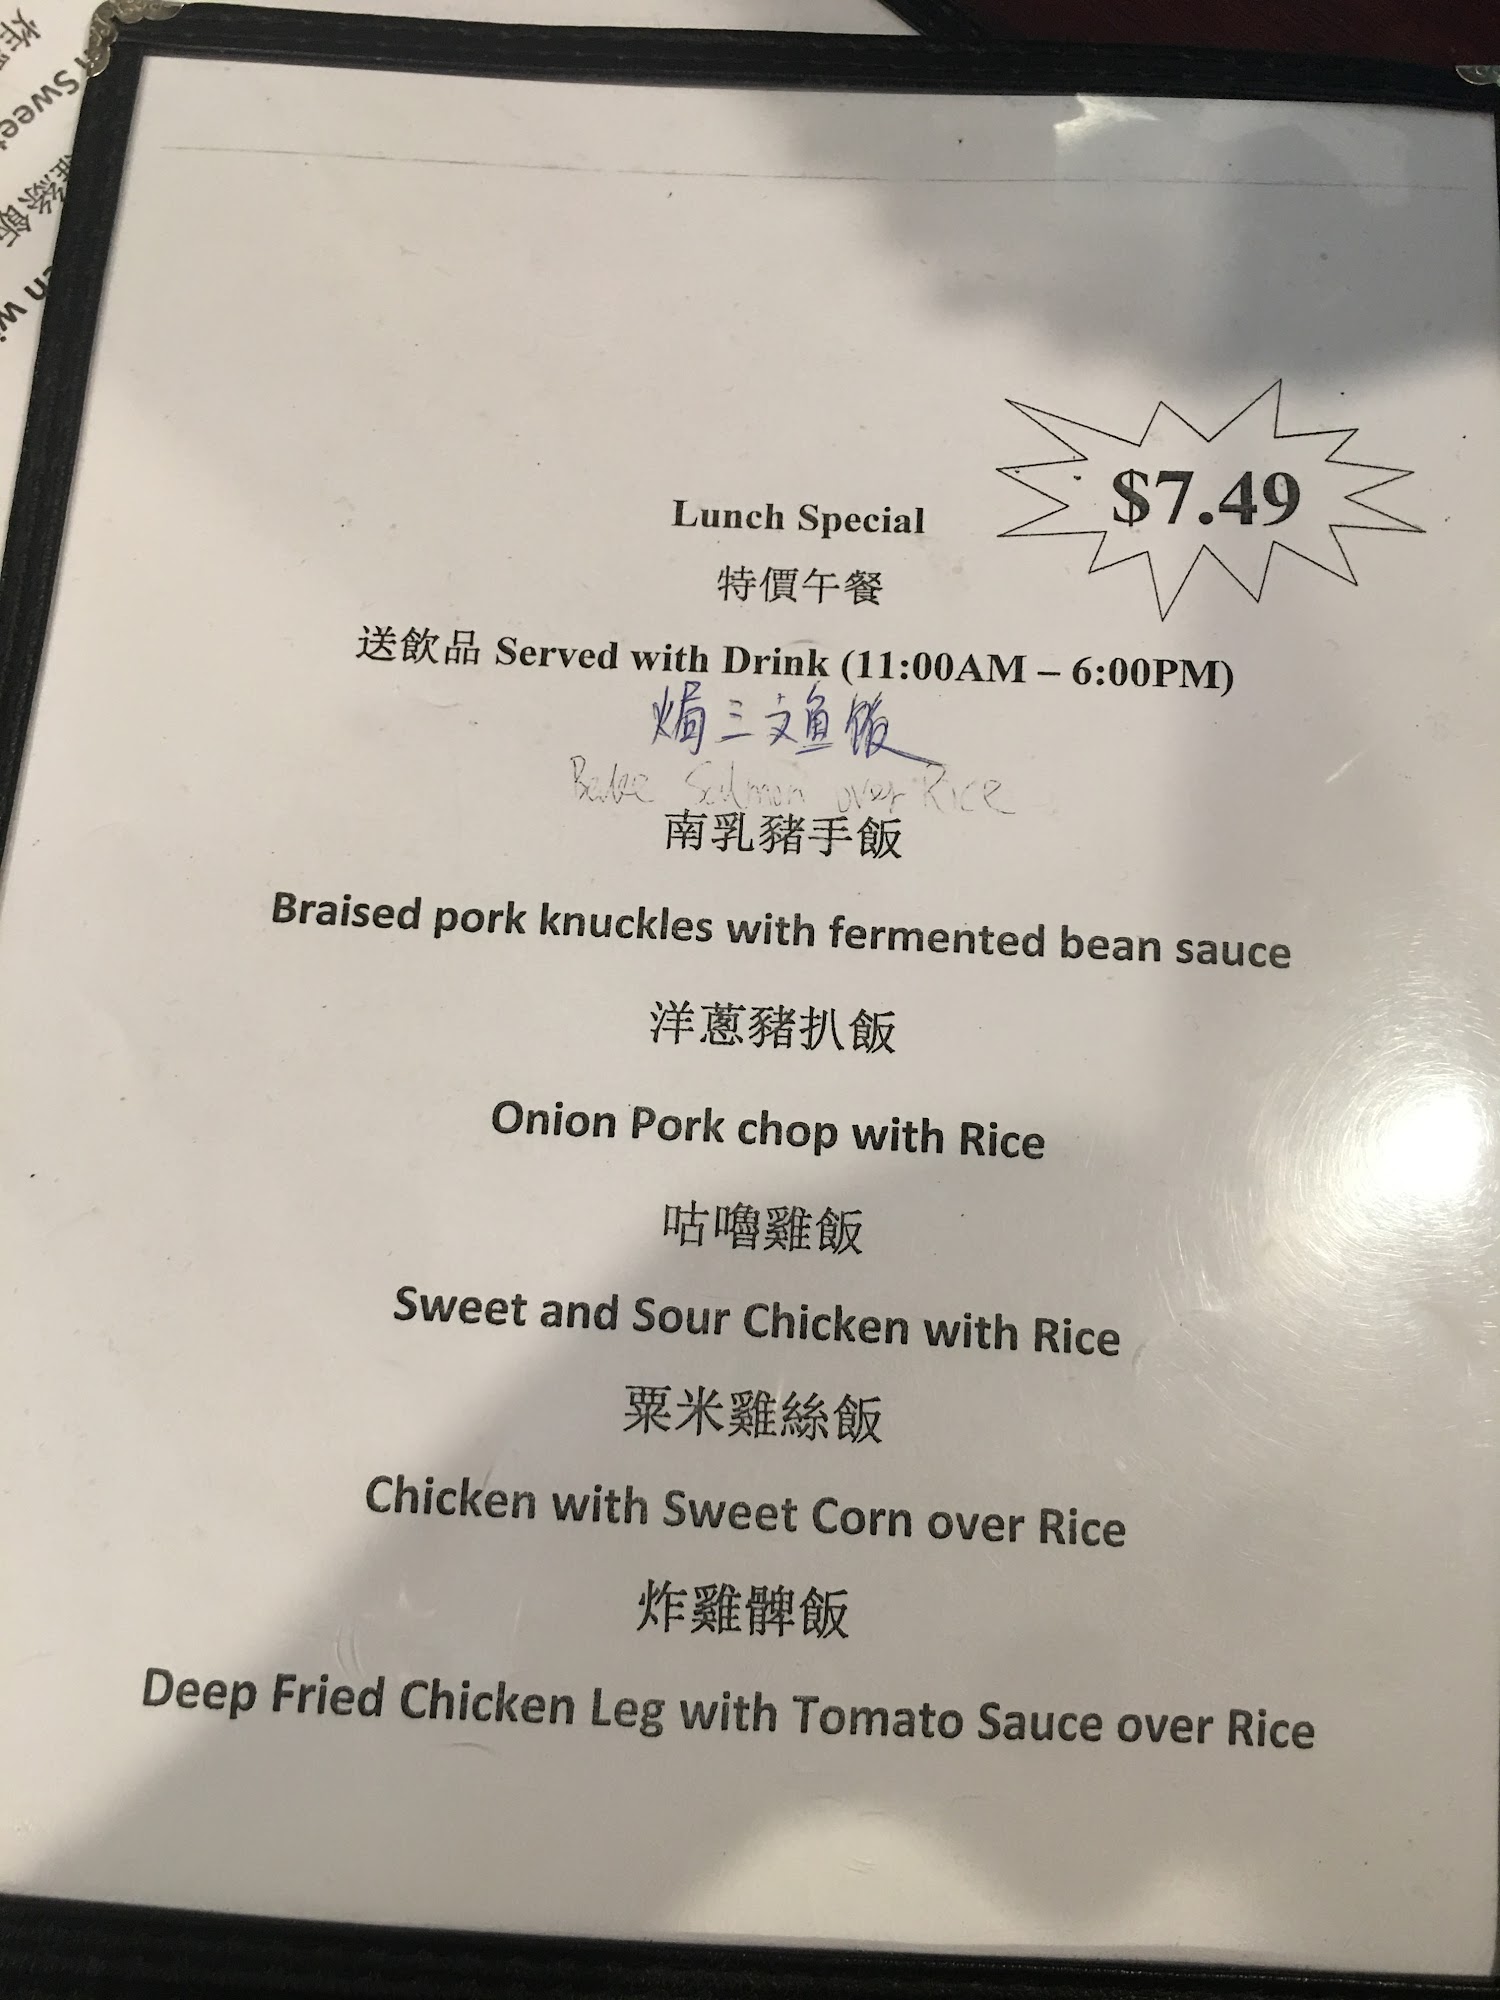 Lunch Special
$7.49
特價午餐
送飲品 Served with Drink (11:00AM – 6:00PM)
焗三文魚飯
Bake Salmon over Rice
南乳豬手飯
Braised pork knuckles with fermented bean sauce
洋蔥豬扒飯
Onion Pork chop with Rice
咕嚕雞飯
Sweet and Sour Chicken with Rice
粟米雞絲飯
Chicken with Sweet Corn over Rice
炸雞髀飯
Deep Fried Chicken Leg with Tomato Sauce over Rice